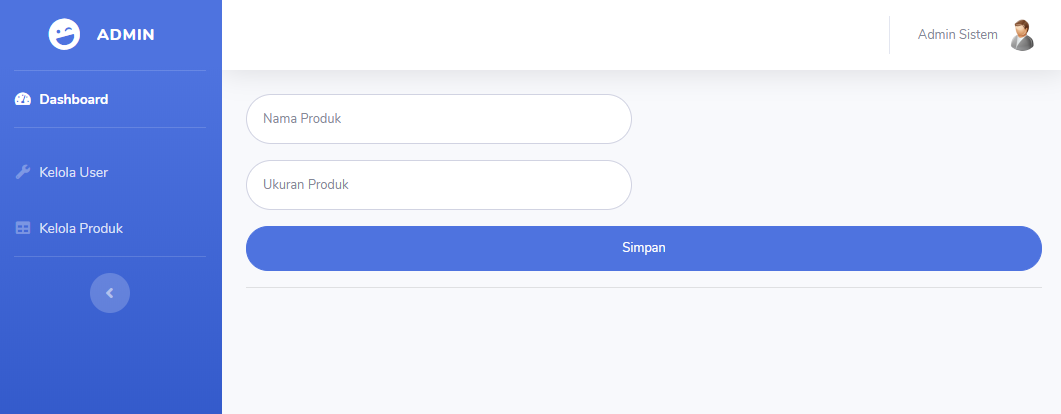 ADMIN
Admin Sistem
Dashboard
Kelola User
Kelola Produk
Nama Produk
Ukuran Produk
Simpan